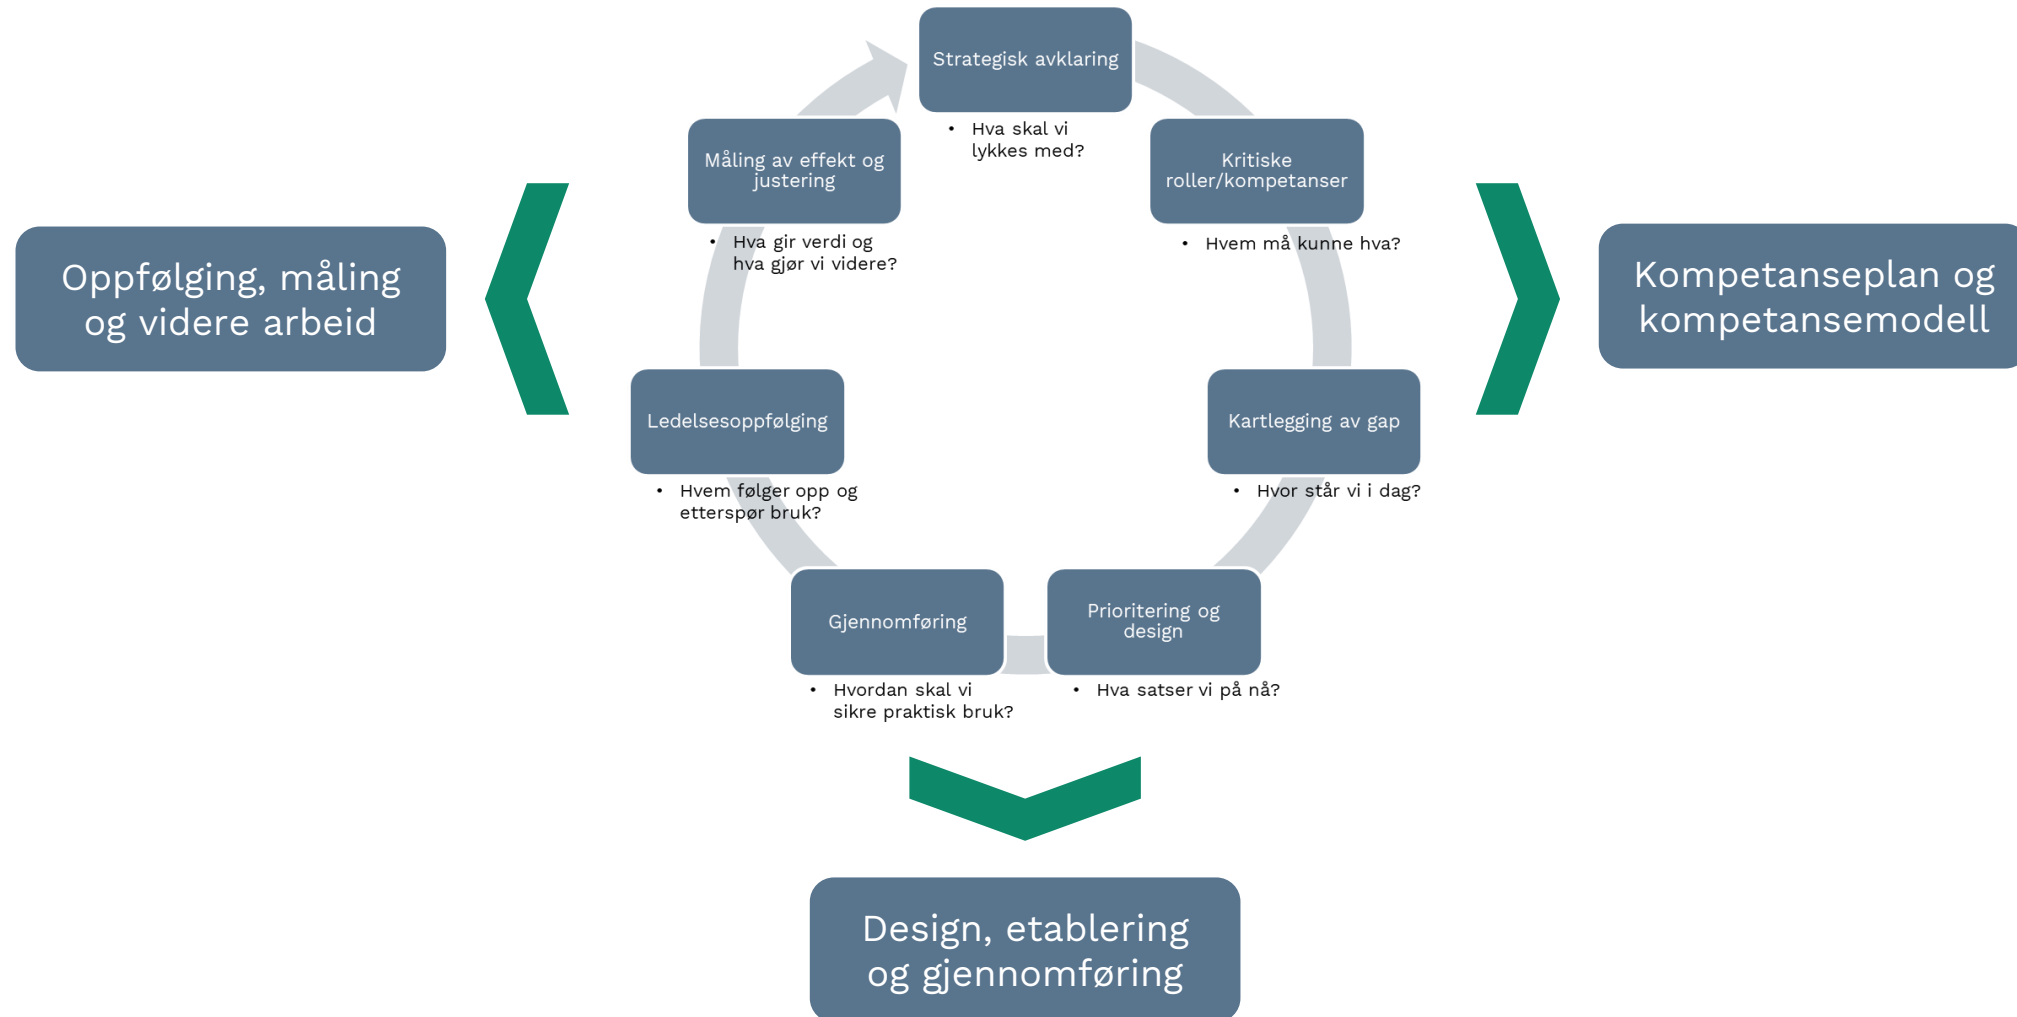 Strategisk avklaring
• Hva skal vi
lykkes med?
Kritiske
roller/kompetanser
• Hvem må kunne hva?
Kartlegging av gap
• Hvor står vi i dag?
Prioritering og
design
• Hva satser vi på nå?
Gjennomføring
• Hvordan skal vi
sikre praktisk bruk?
Ledelsesoppfølging
• Hvem følger opp og
etterspør bruk?
Måling av effekt og
justering
• Hva gir verdi og
hva gjør vi videre?
Kompetanseplan og
kompetansemodell
Design, etablering
og gjennomføring
Oppfølging, måling
og videre arbeid